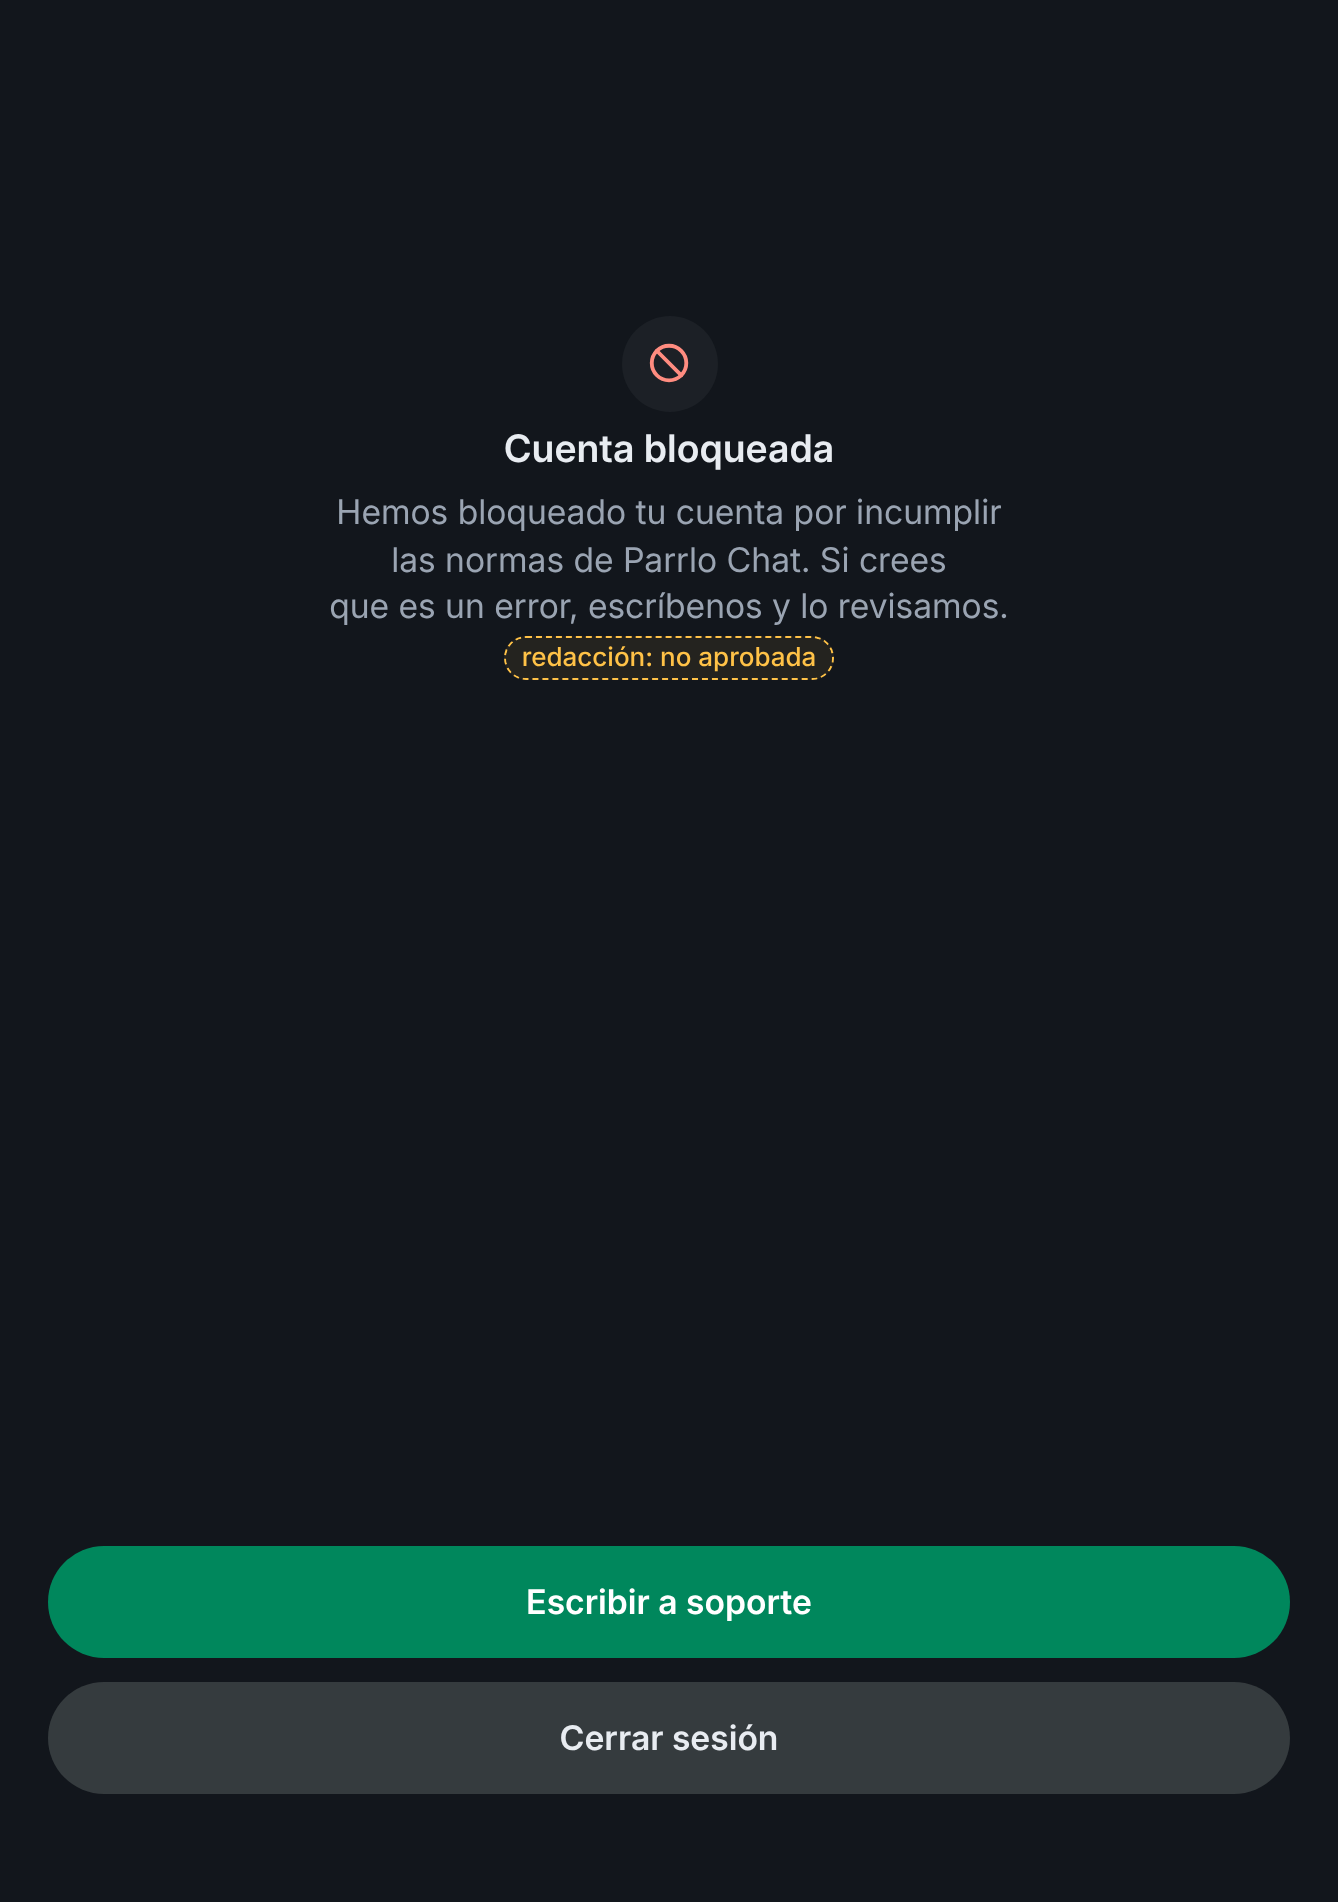 Cuenta bloqueada
Hemos bloqueado tu cuenta por incumplir
las normas de Parrlo Chat. Si crees
que es un error, escríbenos y lo revisamos.
redacción: no aprobada
Escribir a soporte
Cerrar sesión